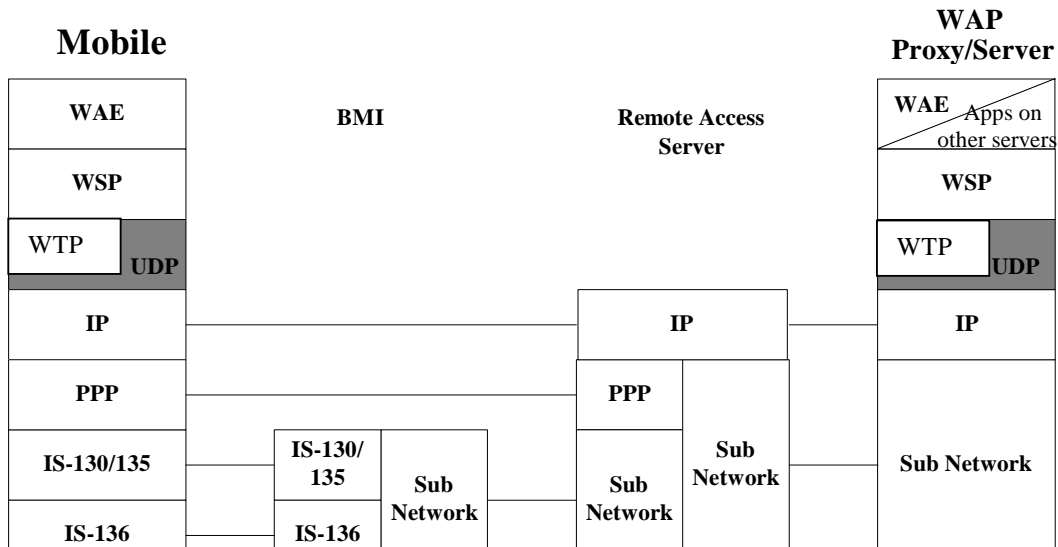 Mobile
WAE
WSP
WTP
UDP
IP
PPP
IS-130/135
IS-136
BMI
IS-130/
135
IS-136
Sub
Network
Remote Access
Server
IP
PPP
Sub
Network
Sub
Network
WAP
Proxy/Server
WAE
Apps on
other servers
WSP
WTP
UDP
IP
Sub Network